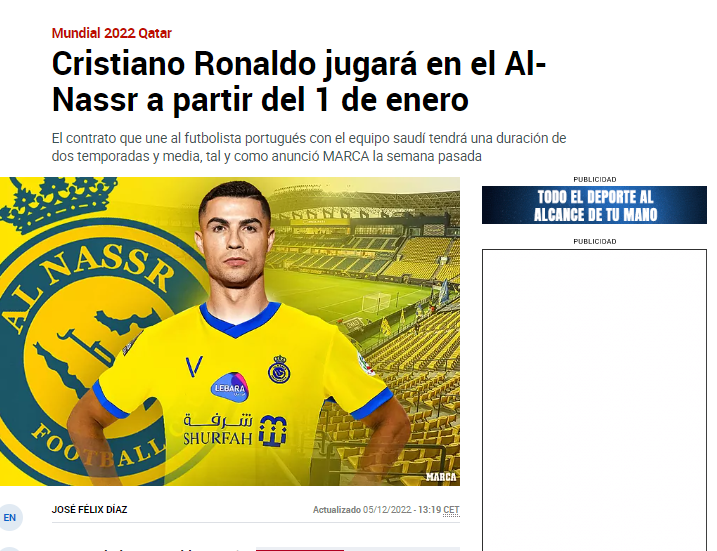 Mundial 2022 Qatar
Cristiano Ronaldo jugará en el Al-
Nassr a partir del 1 de enero
El contrato que une al futbolista portugués con el equipo saudí tendrá una duración de
dos temporadas y media, tal y como anunció MARCA la semana pasada
PUBLICIDAD
TODO EL DEPORTE AL
ALCANCE DE TU MANO
PUBLICIDAD
AL NASSR
FOOTBALL
LEBARA
شرفة
SHURFAH
MARCA
EN
JOSÉ FÉLIX DÍAZ
Actualizado 05/12/2022 - 13:19 CET